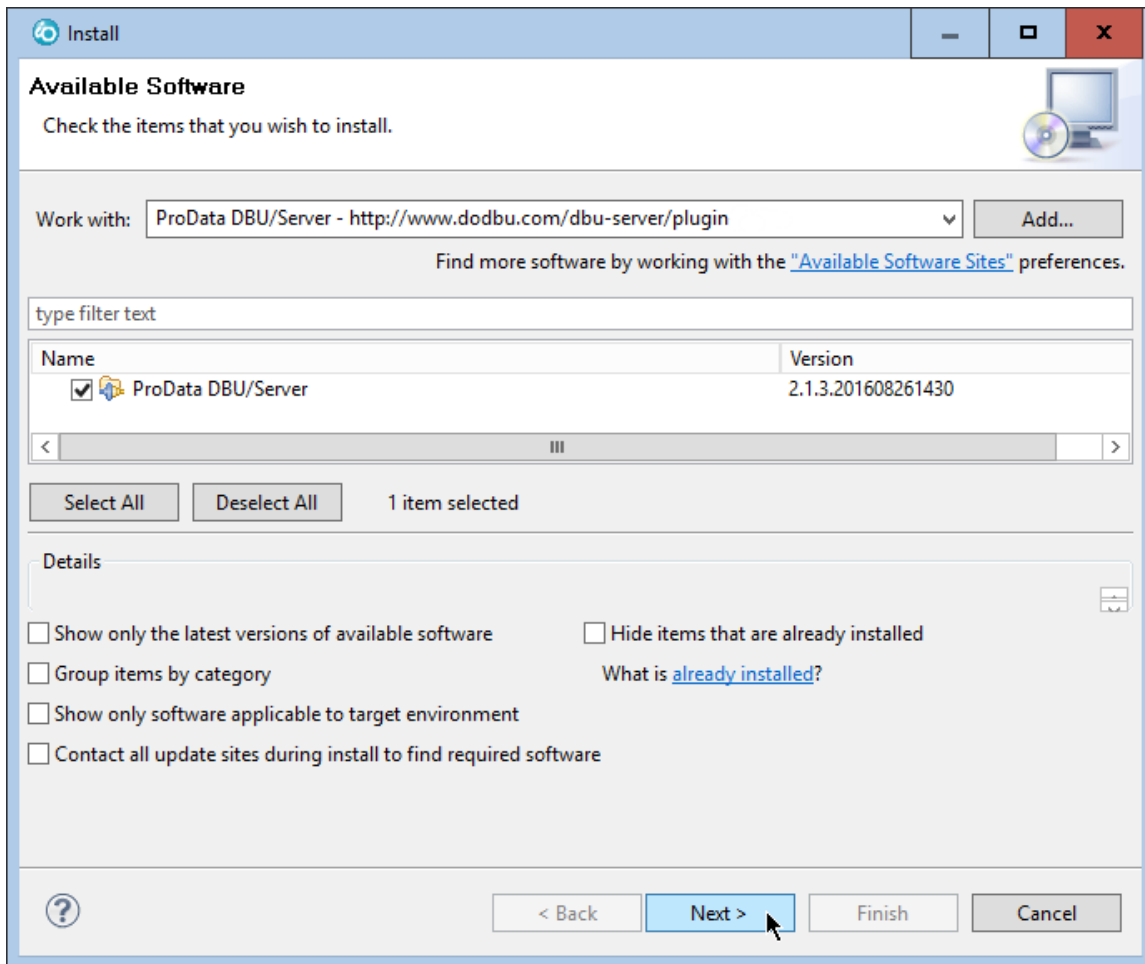 Install
Available Software
Check the items that you wish to install.
Work with: ProData DBU/Server - http://www.dodbu.com/dbu-server/plugin Add...
Find more software by working with the "Available Software Sites" preferences.
type filter text
Name Version
ProData DBU/Server 2.1.3.201608261430
Select All Deselect All 1 item selected
Details
Show only the latest versions of available software Hide items that are already installed
Group items by category What is already installed?
Show only software applicable to target environment
Contact all update sites during install to find required software
? < Back Next > Finish Cancel